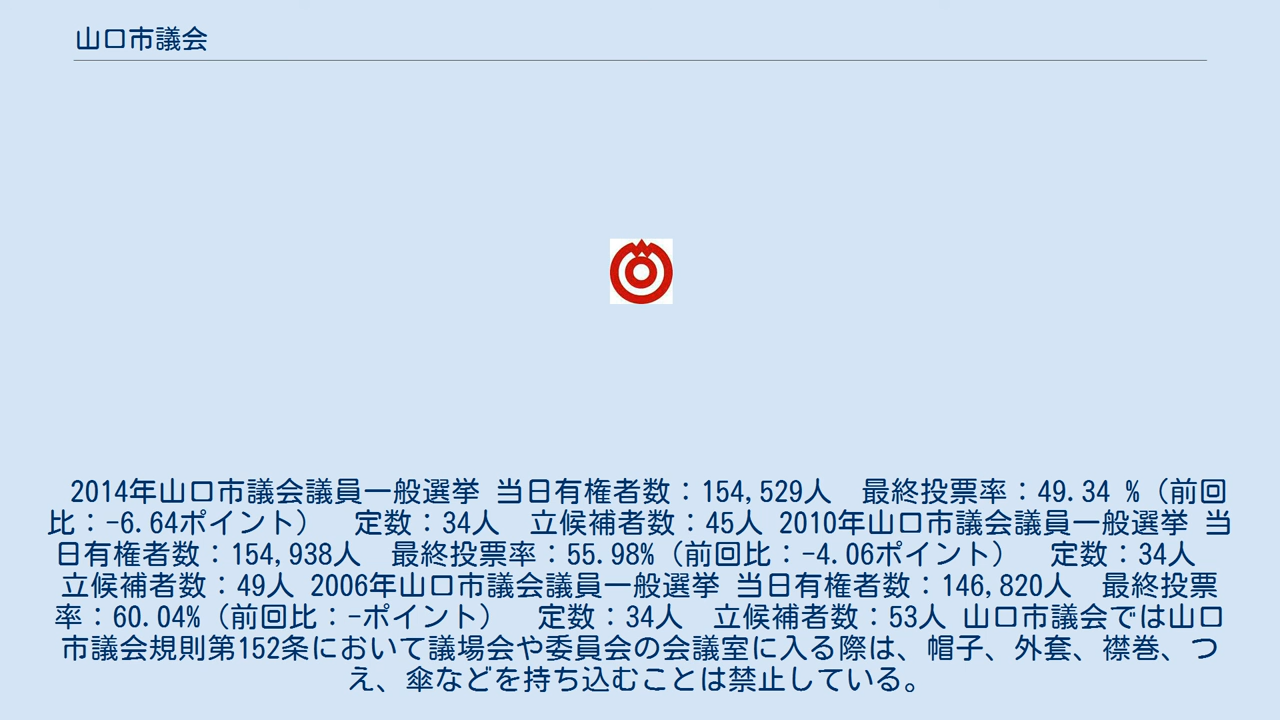 山口市議会
2014年山口市議会議員一般選挙 当日有権者数：154,529人　最終投票率：49.34 %（前回
比：-6.64ポイント）　定数：34人　立候補者数：45人 2010年山口市議会議員一般選挙 当
日有権者数：154,938人　最終投票率：55.98%（前回比：-4.06ポイント）　定数：34人
立候補者数：49人 2006年山口市議会議員一般選挙 当日有権者数：146,820人　最終投票
率：60.04%（前回比：-ポイント）　定数：34人　立候補者数：53人 山口市議会では山口
市議会規則第152条において議場会や委員会の会議室に入る際は、帽子、外套、襟巻、つ
え、傘などを持ち込むことは禁止している。